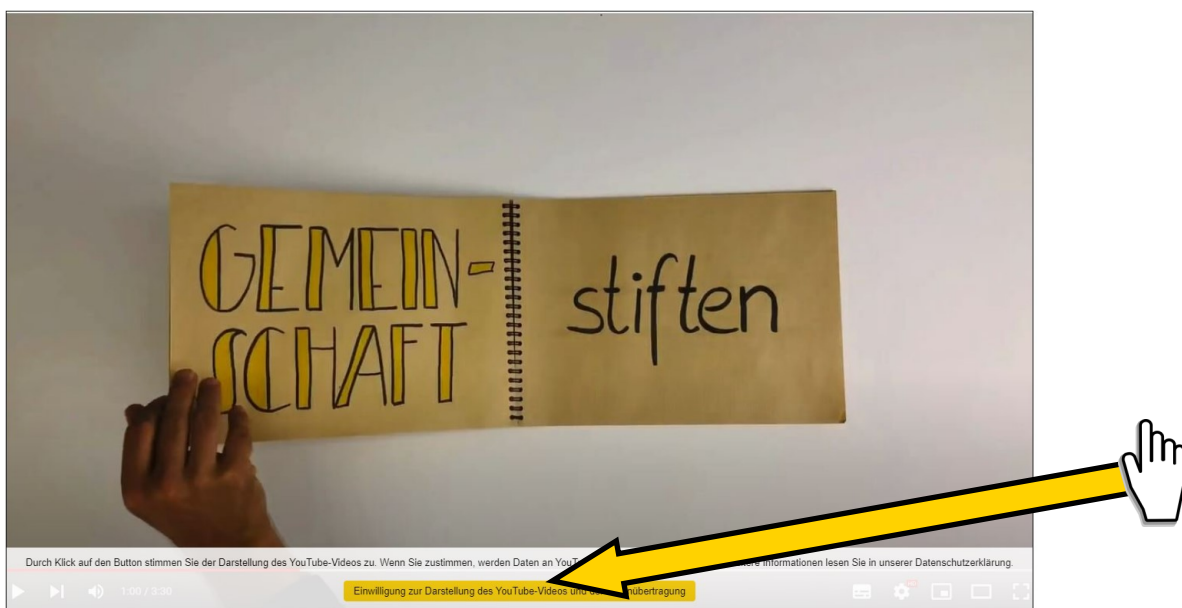 GEMEIN-
SCHAFT
stiften
Durch Klick auf den Button stimmen Sie der Darstellung des YouTube-Videos zu. Wenn Sie zustimmen, werden Daten an YouT Informationen lesen Sie in unserer Datenschutzerklärung.
1:00 / 3:30
Einwilligung zur Darstellung des YouTube-Videos und übertragung